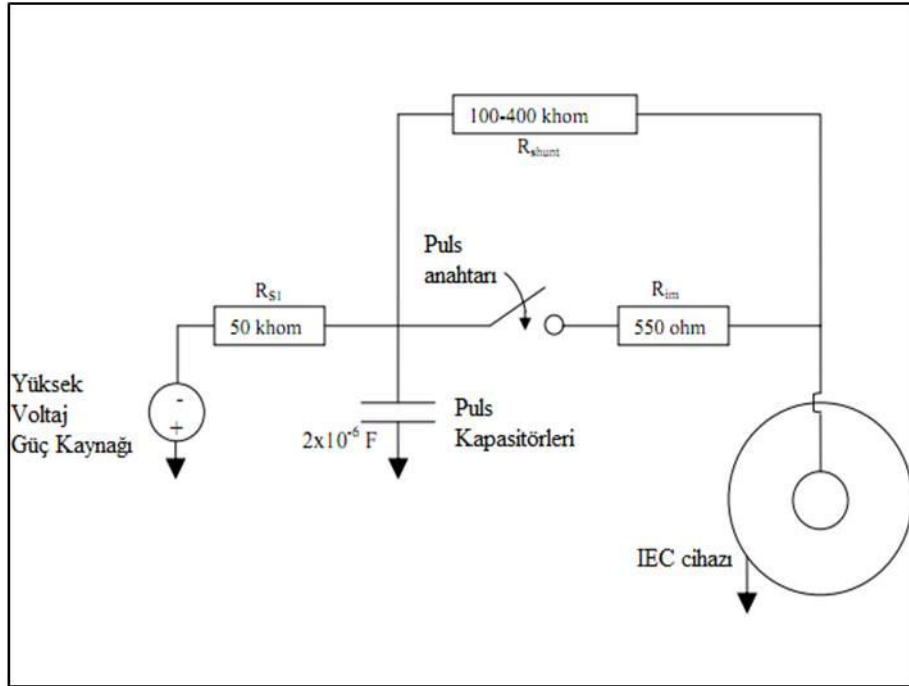 100-400 khom
Rshunt
Puls
anahtarı
RS1
Rim
50 khom
550 ohm
Yüksek
Voltaj
Güç Kaynağı
-
+
2x10⁻⁶ F
Puls
Kapasitörleri
IEC cihazı